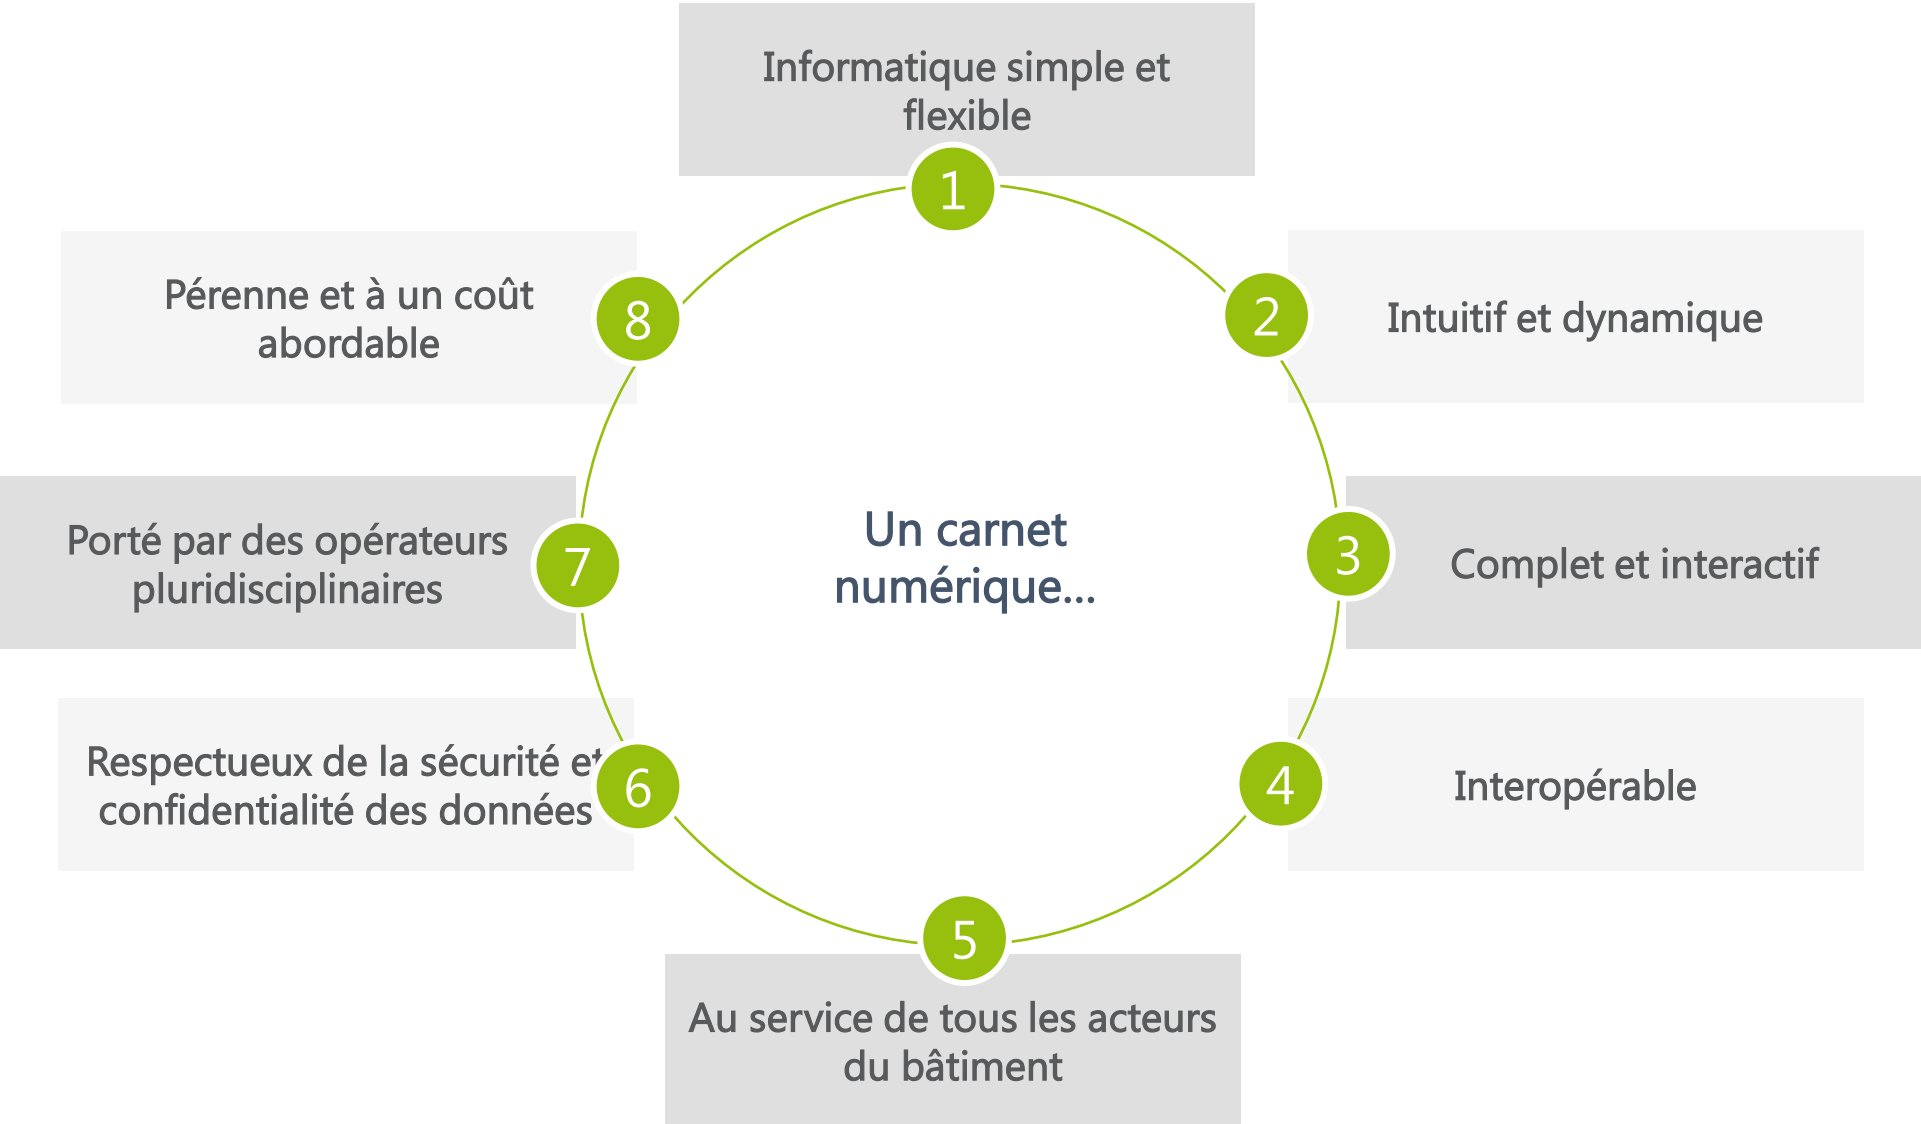 Informatique simple et
flexible
1
2
Intuitif et dynamique
3
Complet et interactif
4
Interopérable
5
Au service de tous les acteurs
du bâtiment
6
Respectueux de la sécurité et
confidentialité des données
7
Porté par des opérateurs
pluridisciplinaires
8
Pérenne et à un coût
abordable
Un carnet
numérique...